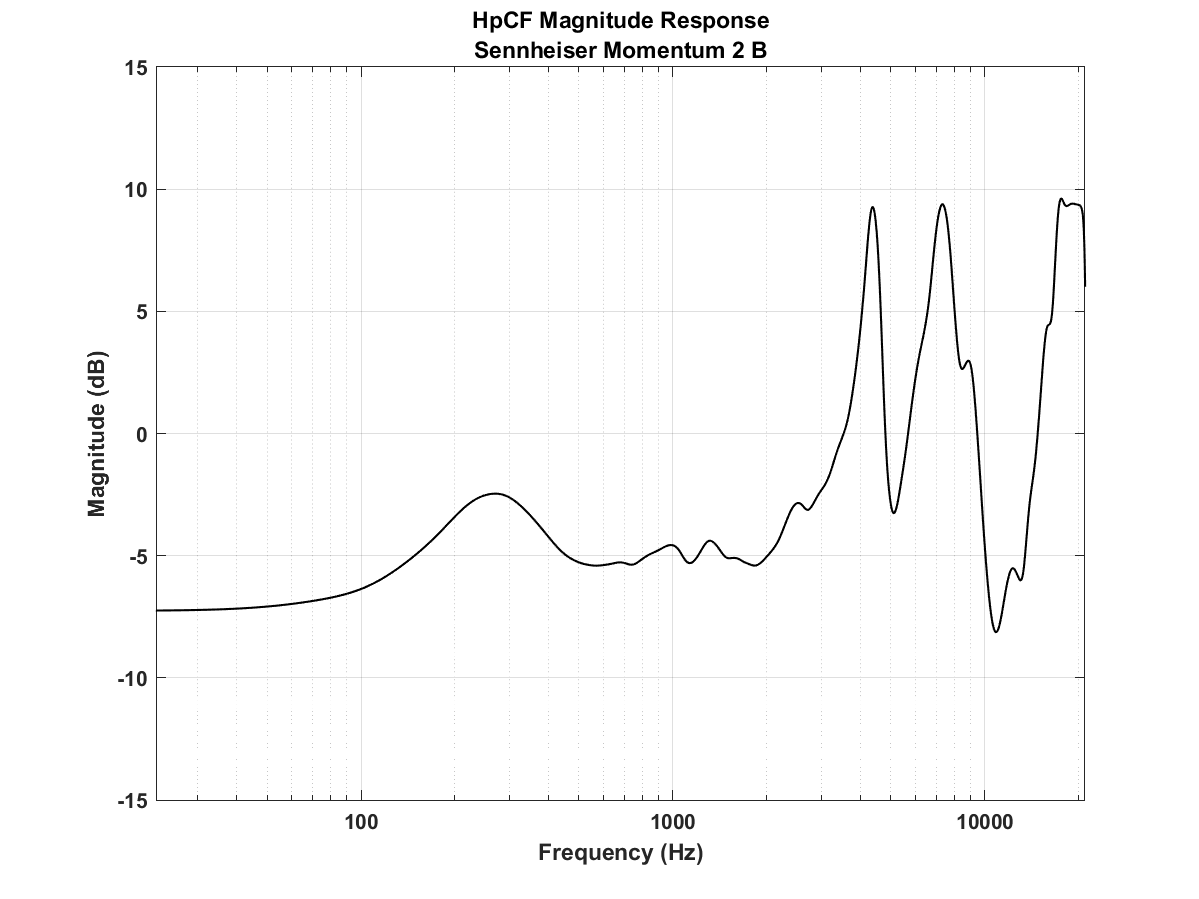 HpCF Magnitude Response
Sennheiser Momentum 2 B
15
10
5
0
-5
-10
-15
Magnitude (dB)
100
1000
10000
Frequency (Hz)